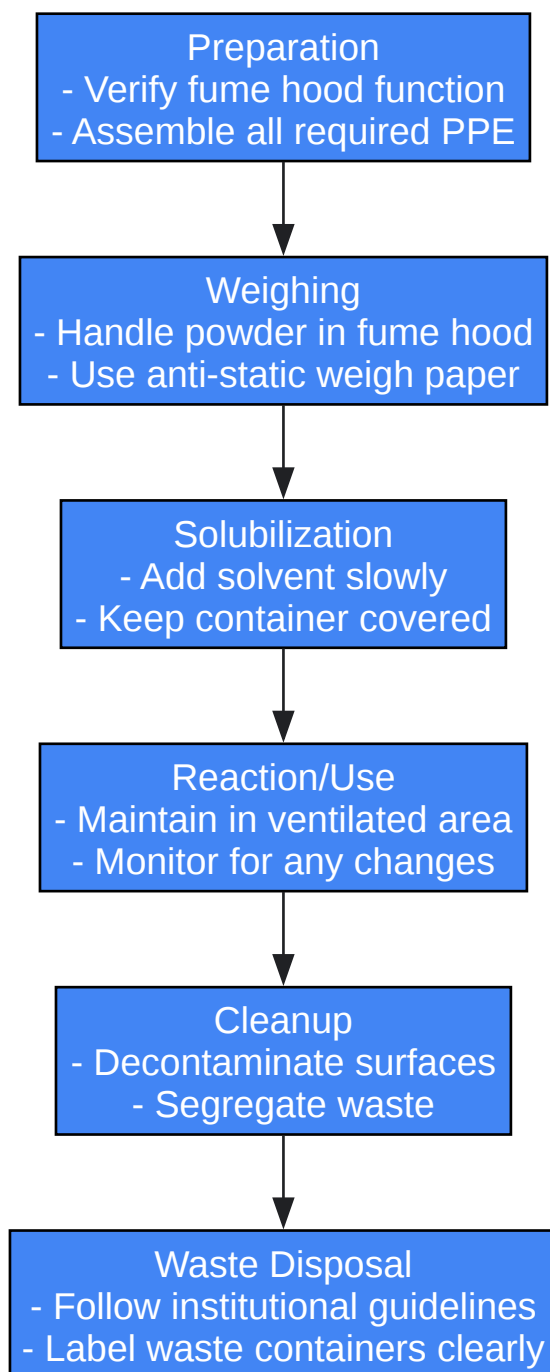 Preparation
- Verify fume hood function
- Assemble all required PPE
Weighing
- Handle powder in fume hood
- Use anti-static weigh paper
Solubilization
- Add solvent slowly
- Keep container covered
Reaction/Use
- Maintain in ventilated area
- Monitor for any changes
Cleanup
- Decontaminate surfaces
- Segregate waste
Waste Disposal
- Follow institutional guidelines
- Label waste containers clearly